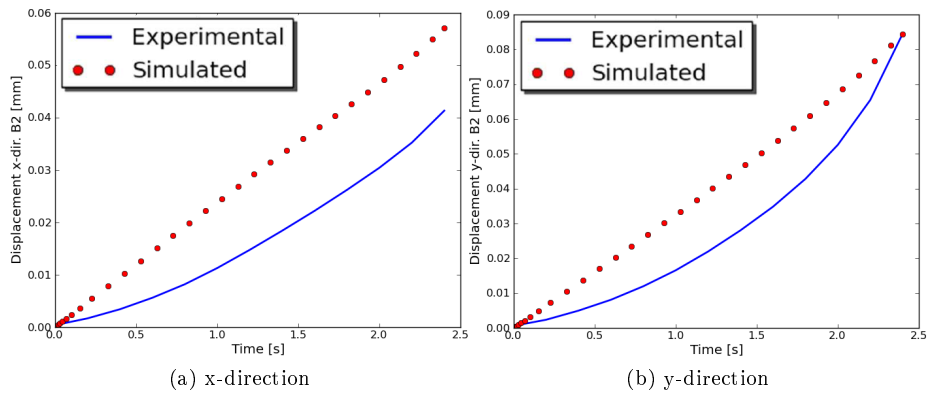 0.06
0.05
0.04
0.03
0.02
0.01
0.00
Displacement x-dir. B2 [mm]
Experimental
Simulated
0.0
0.5
1.0
1.5
2.0
2.5
Time [s]
(a) x-direction
0.09
0.08
0.07
0.06
0.05
0.04
0.03
0.02
0.01
0.00
Displacement y-dir. B2 [mm]
Experimental
Simulated
0.0
0.5
1.0
1.5
2.0
2.5
Time [s]
(b) y-direction